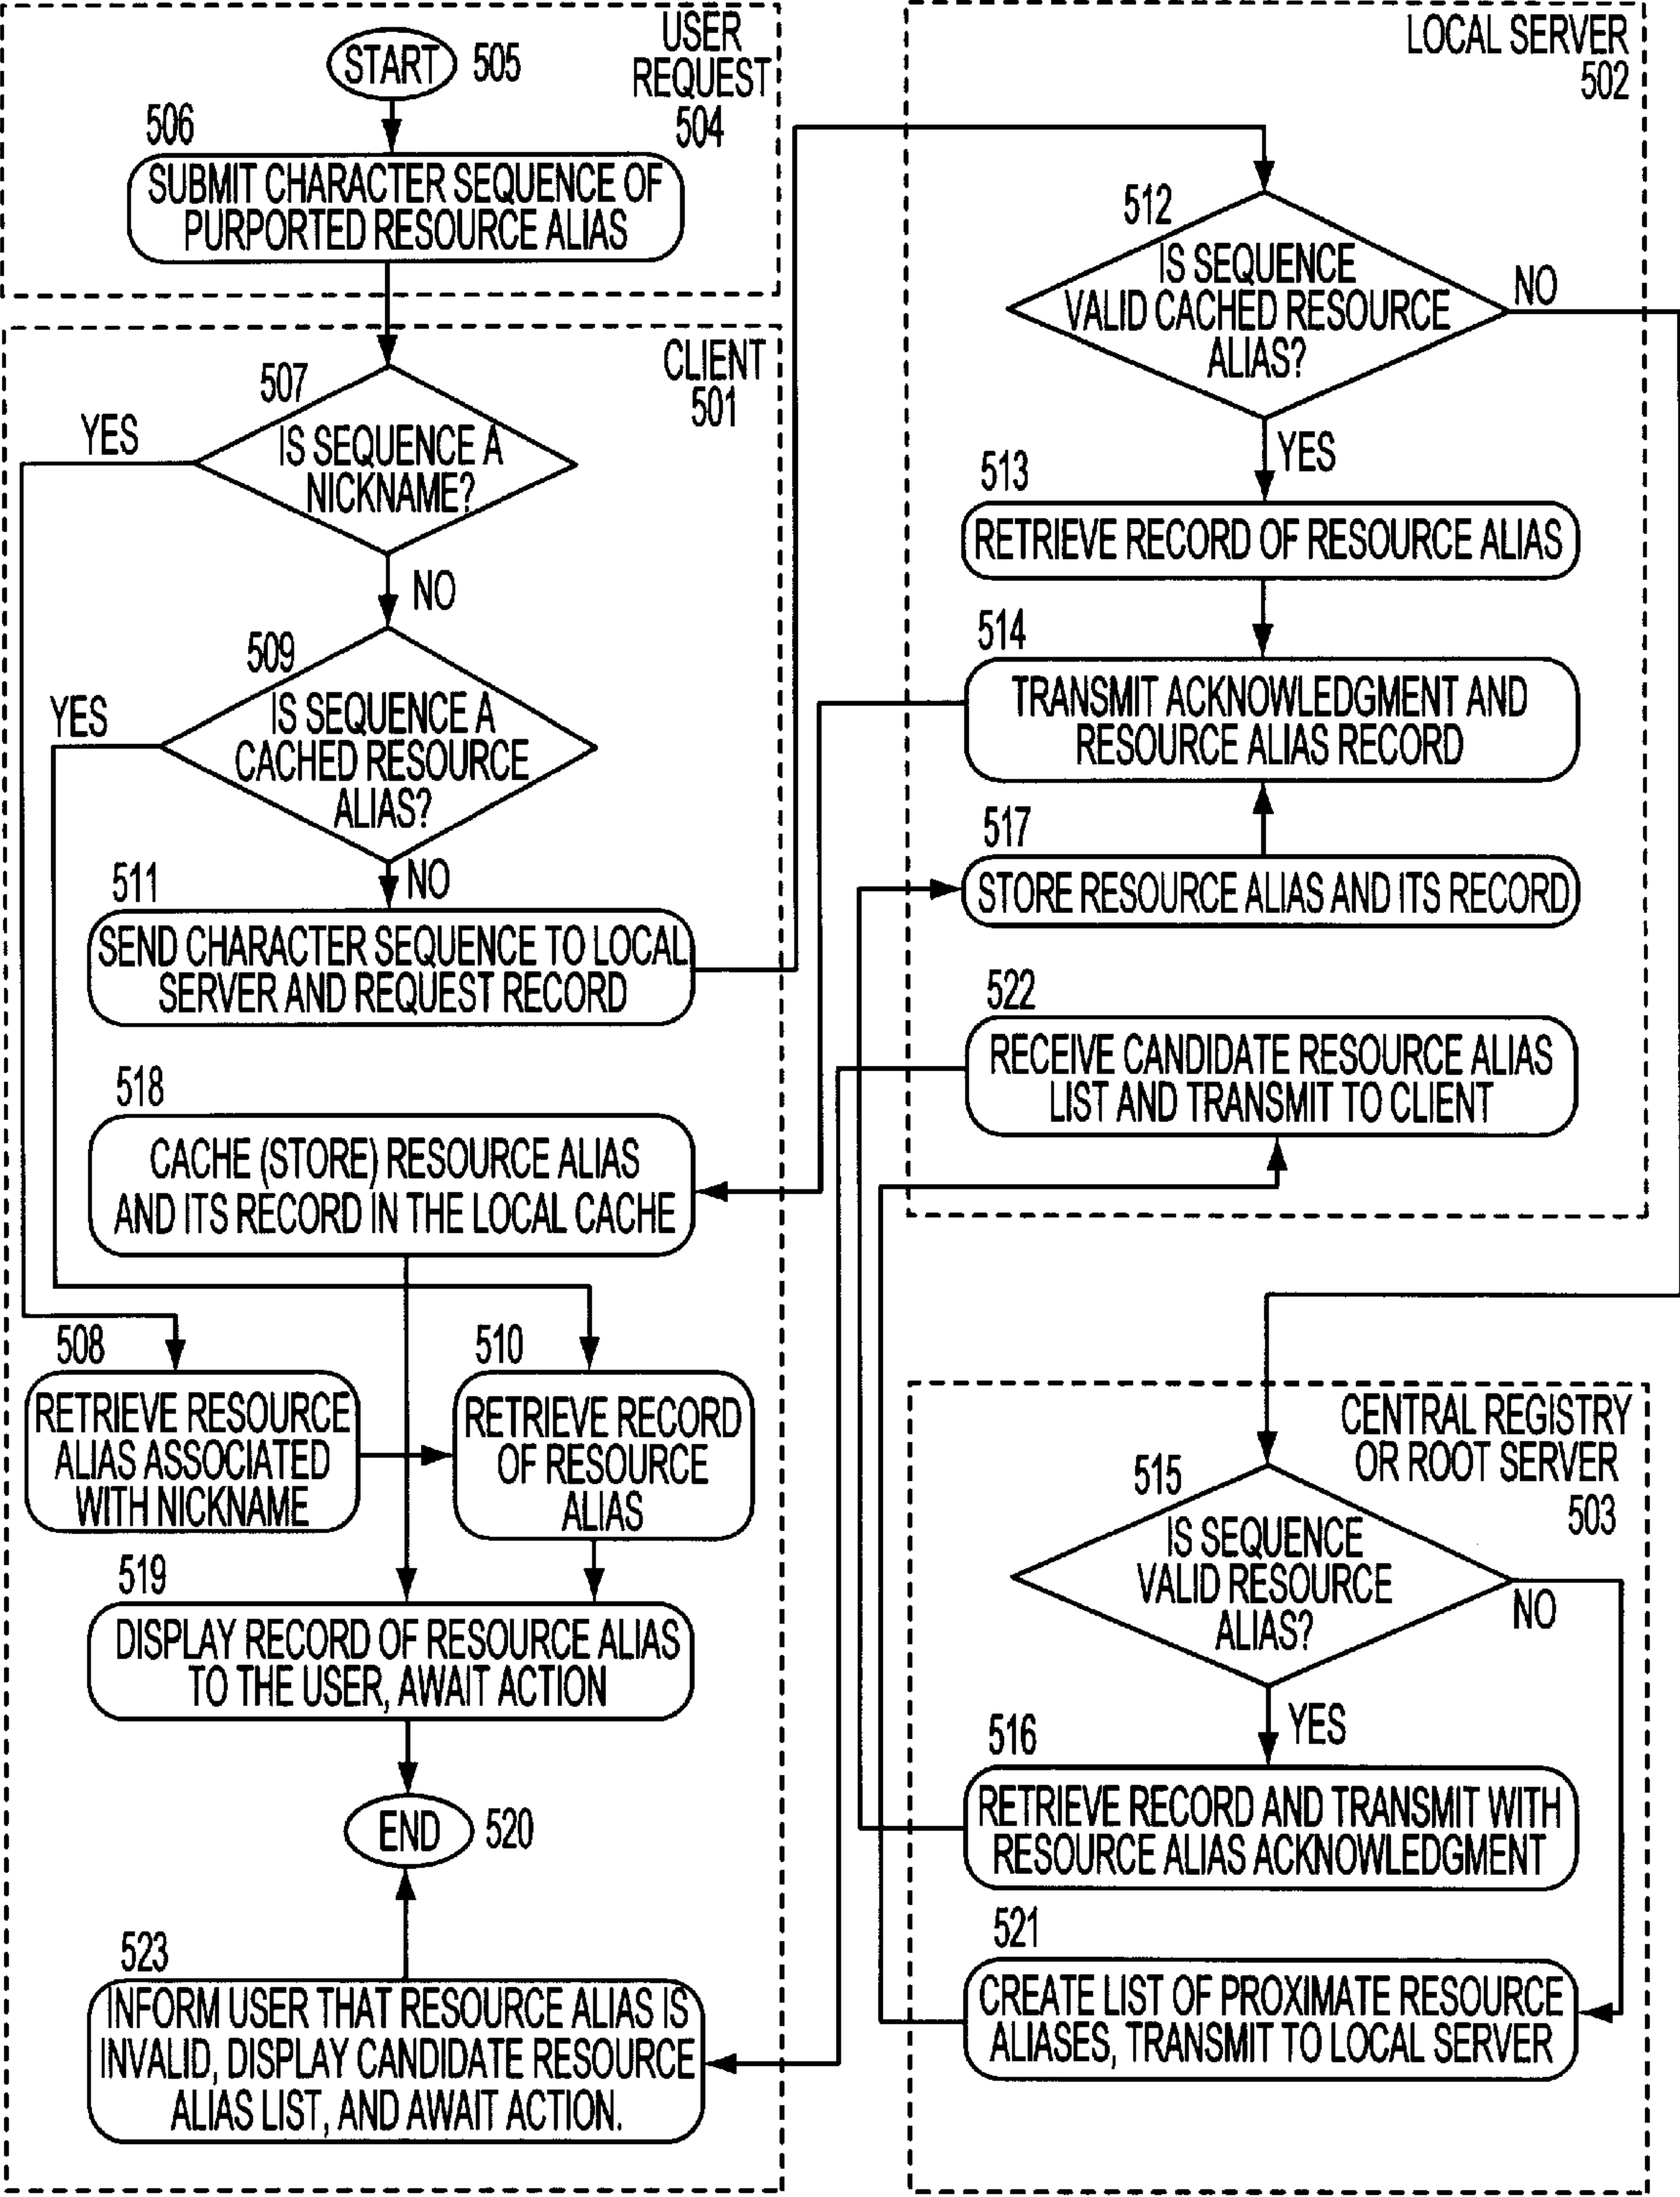 USER
REQUEST
504
START 505
506
SUBMIT CHARACTER SEQUENCE OF
PURPORTED RESOURCE ALIAS
CLIENT
501
507
YES
IS SEQUENCE A
NICKNAME?
NO
509
YES
IS SEQUENCE A
CACHED RESOURCE
ALIAS?
NO
511
SEND CHARACTER SEQUENCE TO LOCAL
SERVER AND REQUEST RECORD
518
CACHE (STORE) RESOURCE ALIAS
AND ITS RECORD IN THE LOCAL CACHE
508
RETRIEVE RESOURCE
ALIAS ASSOCIATED
WITH NICKNAME
510
RETRIEVE RECORD
OF RESOURCE
ALIAS
519
DISPLAY RECORD OF RESOURCE ALIAS
TO THE USER, AWAIT ACTION
END 520
523
INFORM USER THAT RESOURCE ALIAS IS
INVALID, DISPLAY CANDIDATE RESOURCE
ALIAS LIST, AND AWAIT ACTION.
LOCAL SERVER
502
512
IS SEQUENCE
VALID CACHED RESOURCE
ALIAS?
NO
YES
513
RETRIEVE RECORD OF RESOURCE ALIAS
514
TRANSMIT ACKNOWLEDGMENT AND
RESOURCE ALIAS RECORD
517
STORE RESOURCE ALIAS AND ITS RECORD
522
RECEIVE CANDIDATE RESOURCE ALIAS
LIST AND TRANSMIT TO CLIENT
CENTRAL REGISTRY
OR ROOT SERVER
503
515
IS SEQUENCE
VALID RESOURCE
ALIAS?
NO
YES
516
RETRIEVE RECORD AND TRANSMIT WITH
RESOURCE ALIAS ACKNOWLEDGMENT
521
CREATE LIST OF PROXIMATE RESOURCE
ALIASES, TRANSMIT TO LOCAL SERVER